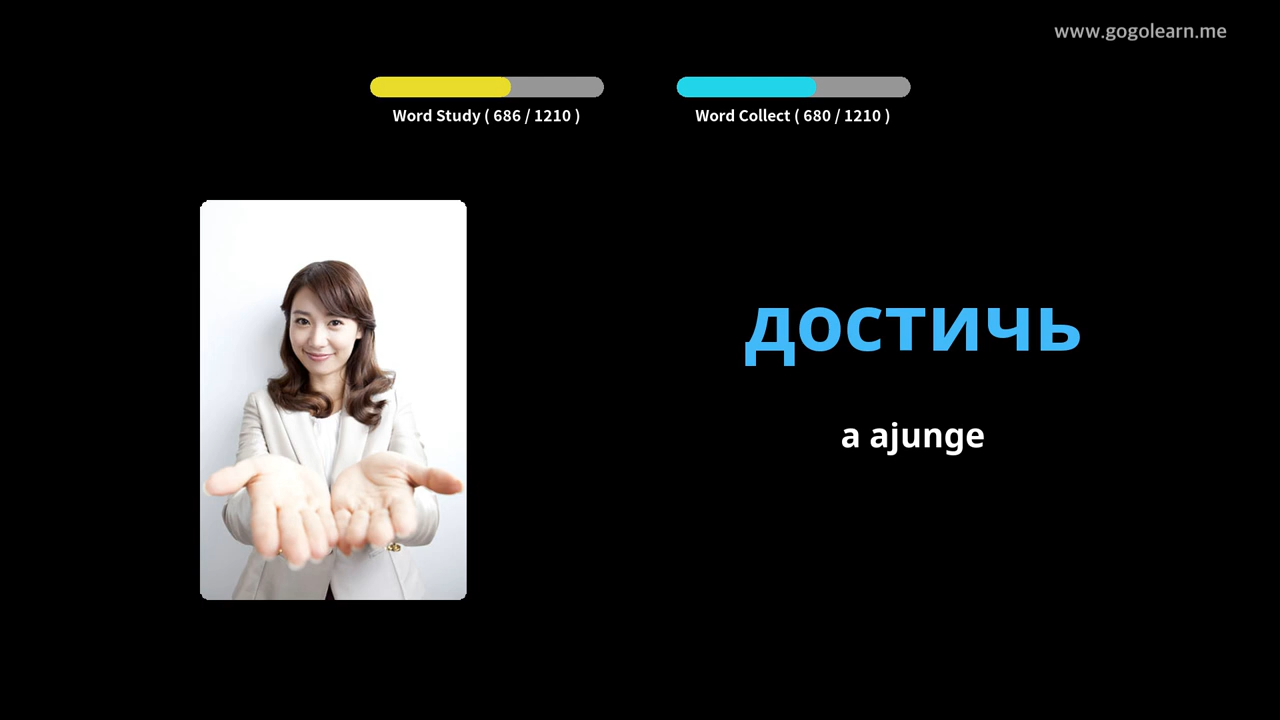 www.gogolearn.me
Word Study ( 686 / 1210 )
Word Collect ( 680 / 1210 )
достичь
a ajunge